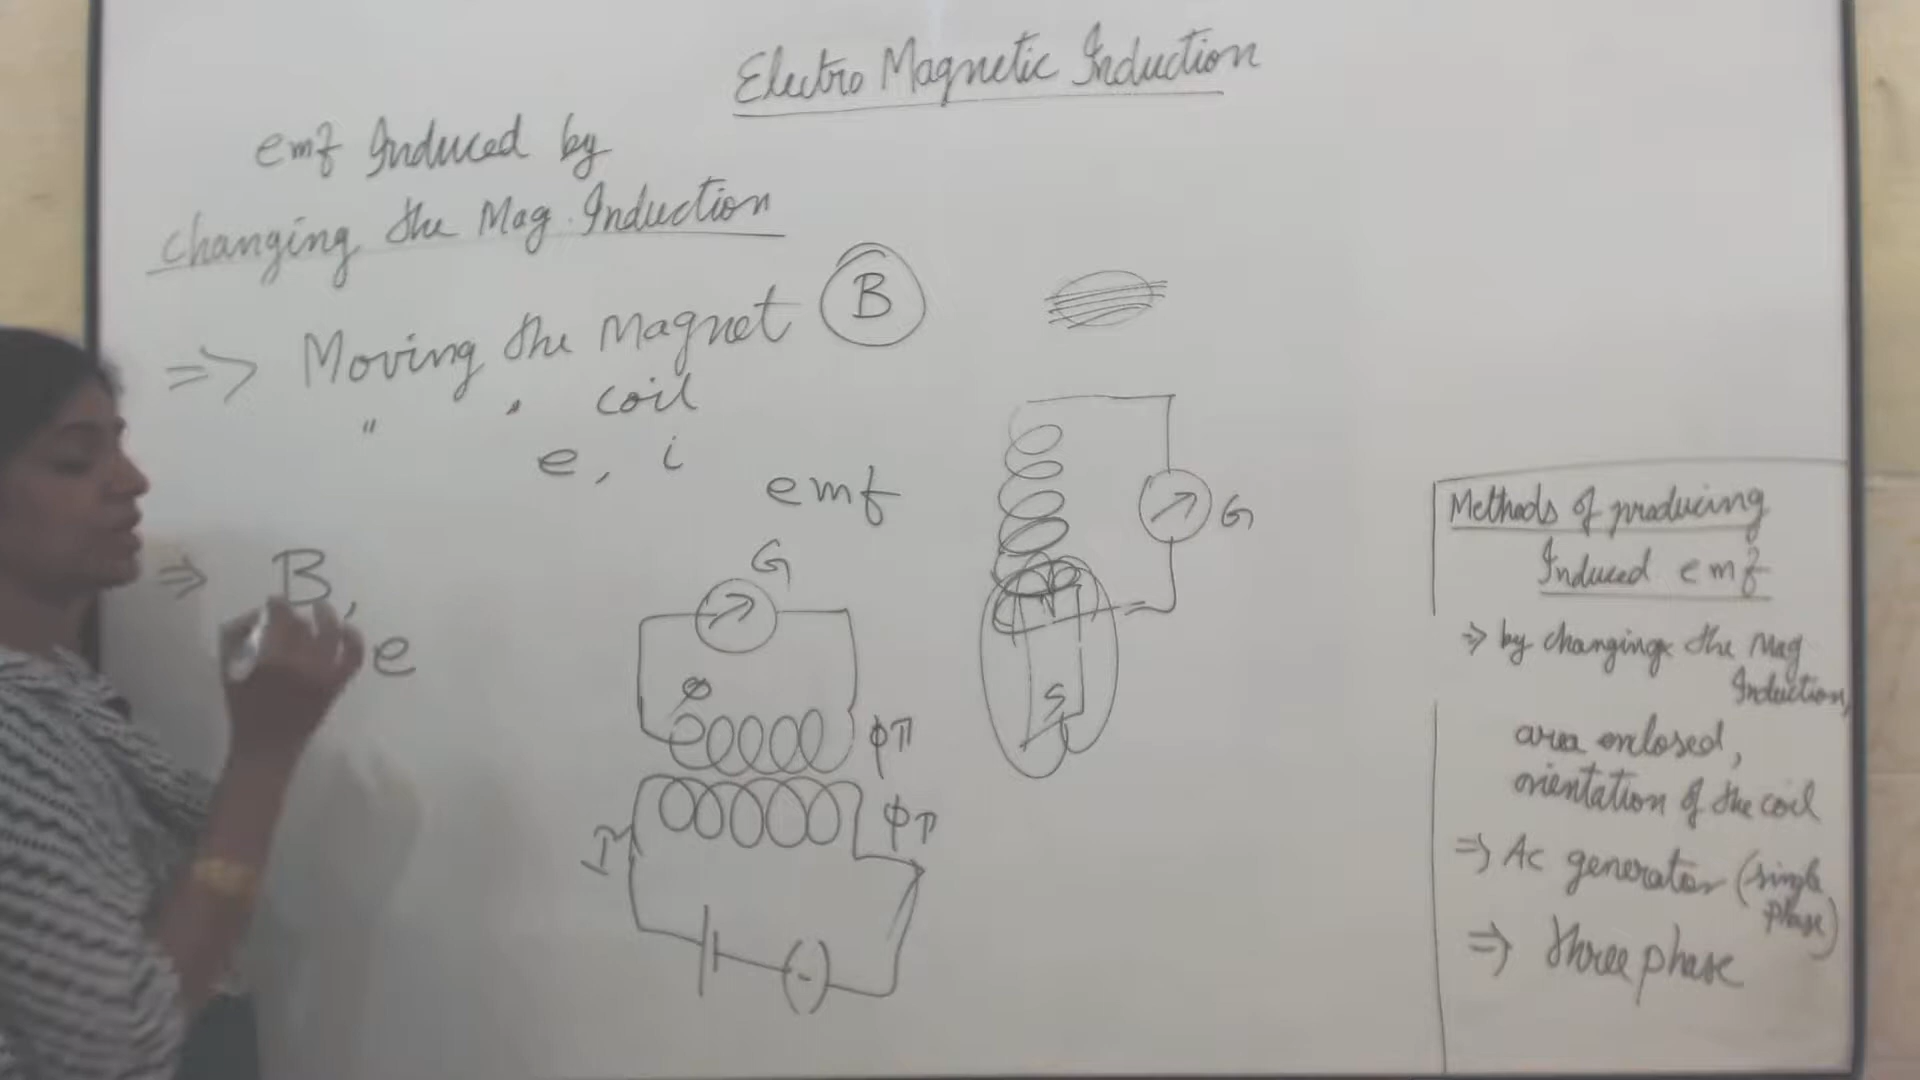 Electro Magnetic Induction
emf Induced by
changing the Mag. Induction
=> Moving the Magnet B
" " coil
e, i
emf
G
G
⇒ B,
e
S
φ
φ
φ
I
Methods of producing
Induced emf
⇒ by changing the Mag
Induction,
area enclosed,
orientation of the coil
⇒ Ac generator (single
phase)
⇒ three phase